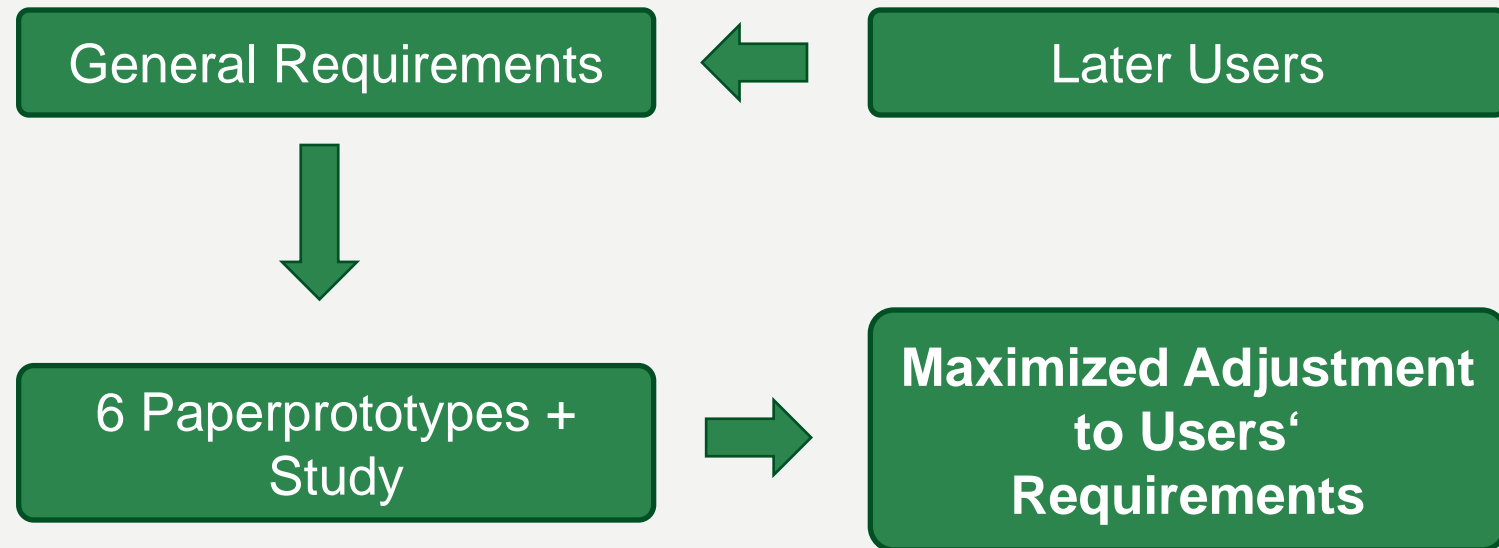 General Requirements
Later Users
6 Paperprototypes +
Study
Maximized Adjustment
to Users‘
Requirements